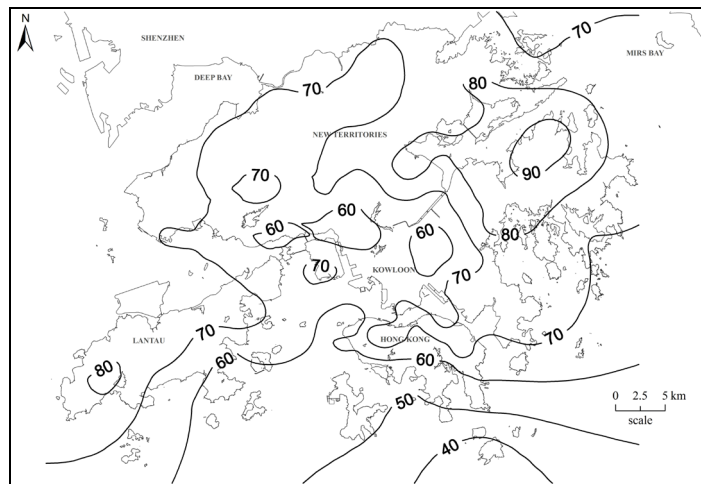 N
70
SHENZHEN
MIRS BAY
DEEP BAY
70
80
NEW TERRITORIES
90
70
60
60
60
80
70
KOWLOON
70
70
LANTAU
70
60
HONG KONG
70
60
80
50
0 2.5 5 km
scale
40